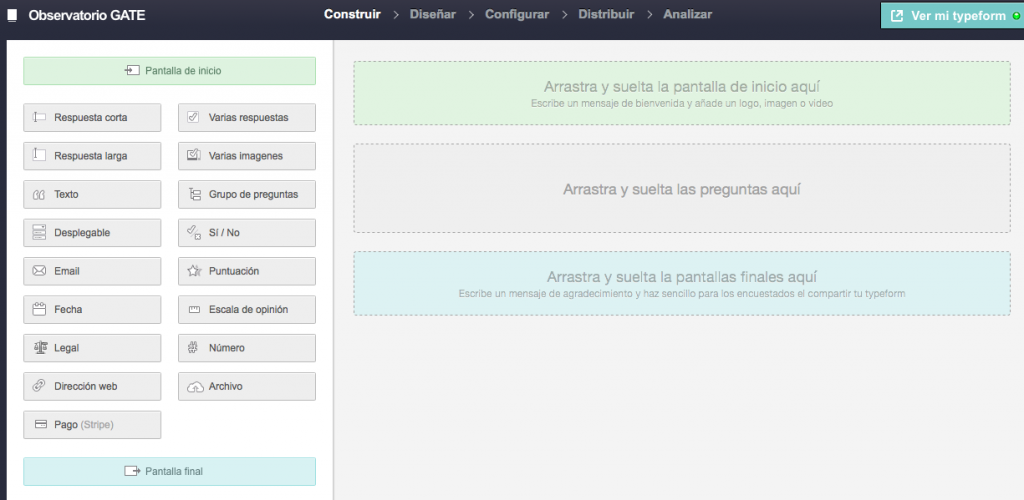 Observatorio GATE
Construir > Diseñar > Configurar > Distribuir > Analizar
Ver mi typeform
Pantalla de inicio
Respuesta corta
Varias respuestas
Respuesta larga
Varias imagenes
Texto
Grupo de preguntas
Desplegable
Sí / No
Email
Puntuación
Fecha
Escala de opinión
Legal
Número
Dirección web
Archivo
Pago (Stripe)
Pantalla final
Arrastra y suelta la pantalla de inicio aquí
Escribe un mensaje de bienvenida y añade un logo, imagen o video
Arrastra y suelta las preguntas aquí
Arrastra y suelta la pantallas finales aquí
Escribe un mensaje de agradecimiento y haz sencillo para los encuestados el compartir tu typeform